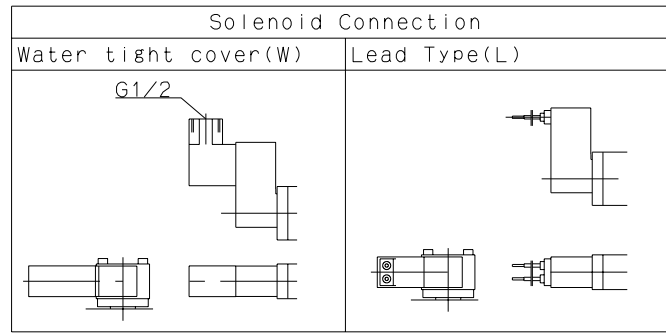 Solenoid Connection
Water tight cover(W)
Lead Type(L)
G1/2